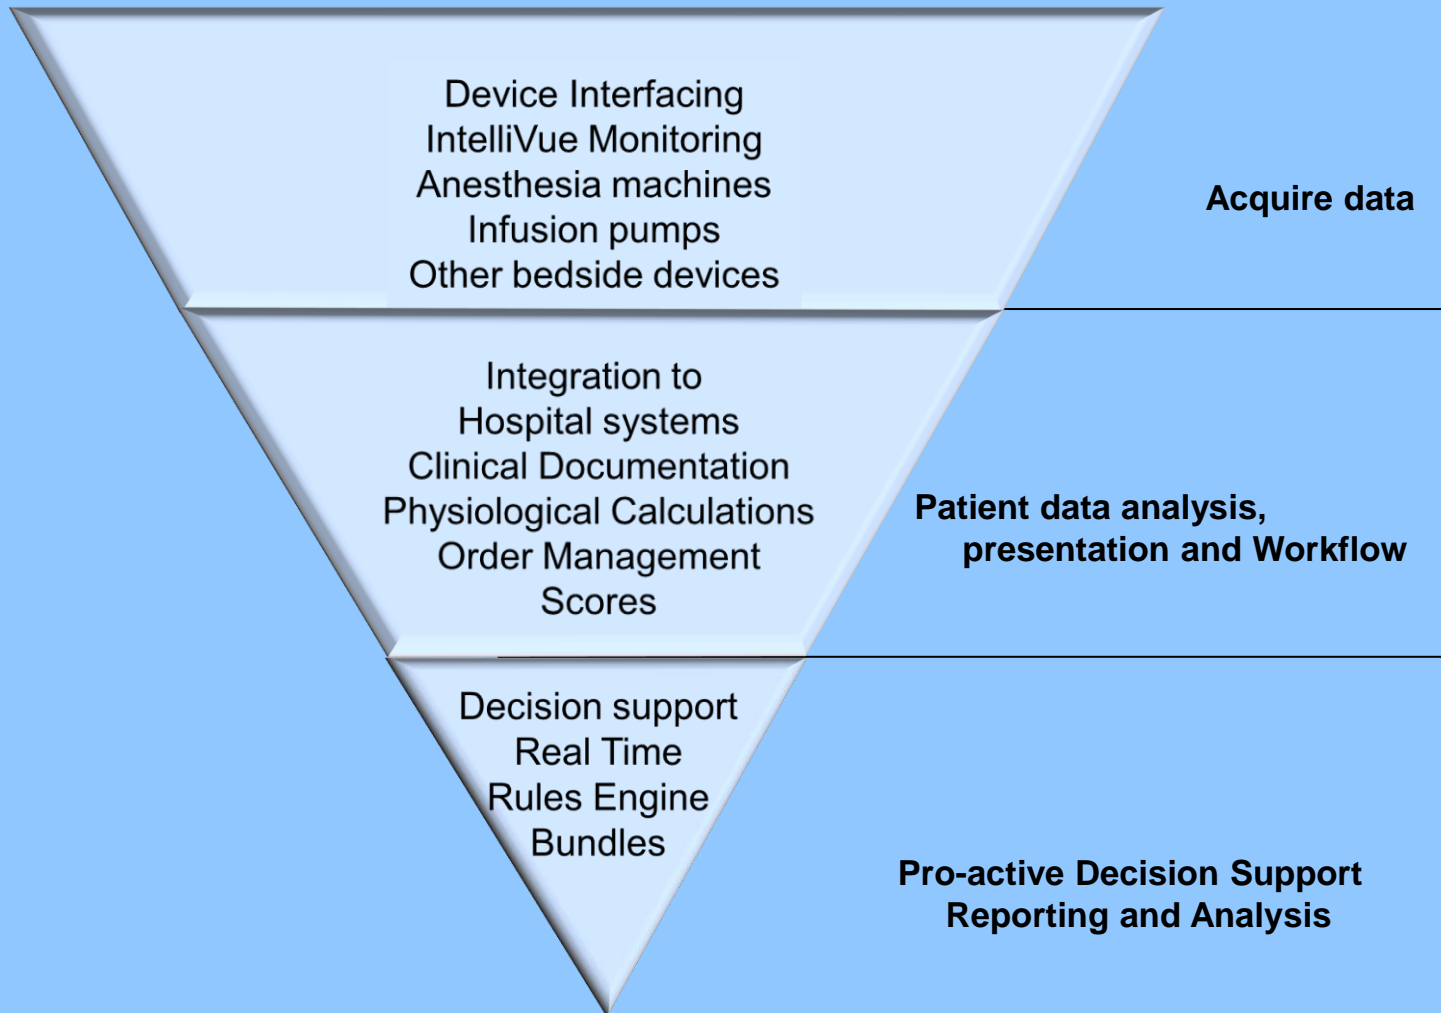 Device Interfacing
IntelliVue Monitoring
Anesthesia machines
Infusion pumps
Other bedside devices
Acquire data
Integration to
Hospital systems
Clinical Documentation
Physiological Calculations
Order Management
Scores
Patient data analysis,
presentation and Workflow
Decision support
Real Time
Rules Engine
Bundles
Pro-active Decision Support
Reporting and Analysis